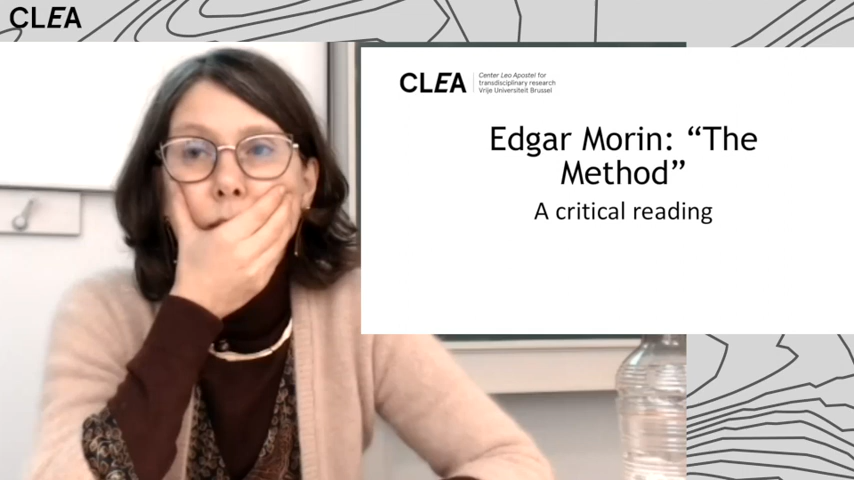 CLEA
CLEA
Center Leo Apostel for
transdisciplinary research
Vrije Universiteit Brussel
Edgar Morin: “The
Method”
A critical reading